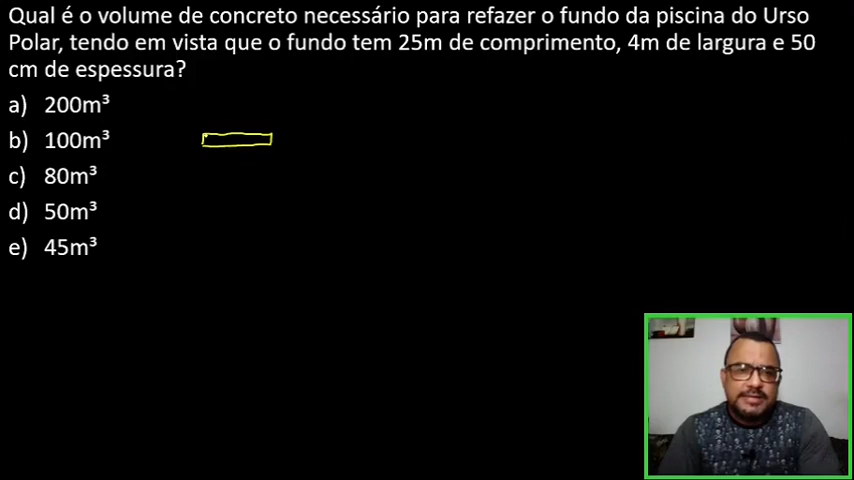 Qual é o volume de concreto necessário para refazer o fundo da piscina do Urso
Polar, tendo em vista que o fundo tem 25m de comprimento, 4m de largura e 50
cm de espessura?
a) 200m³
b) 100m³
c) 80m³
d) 50m³
e) 45m³